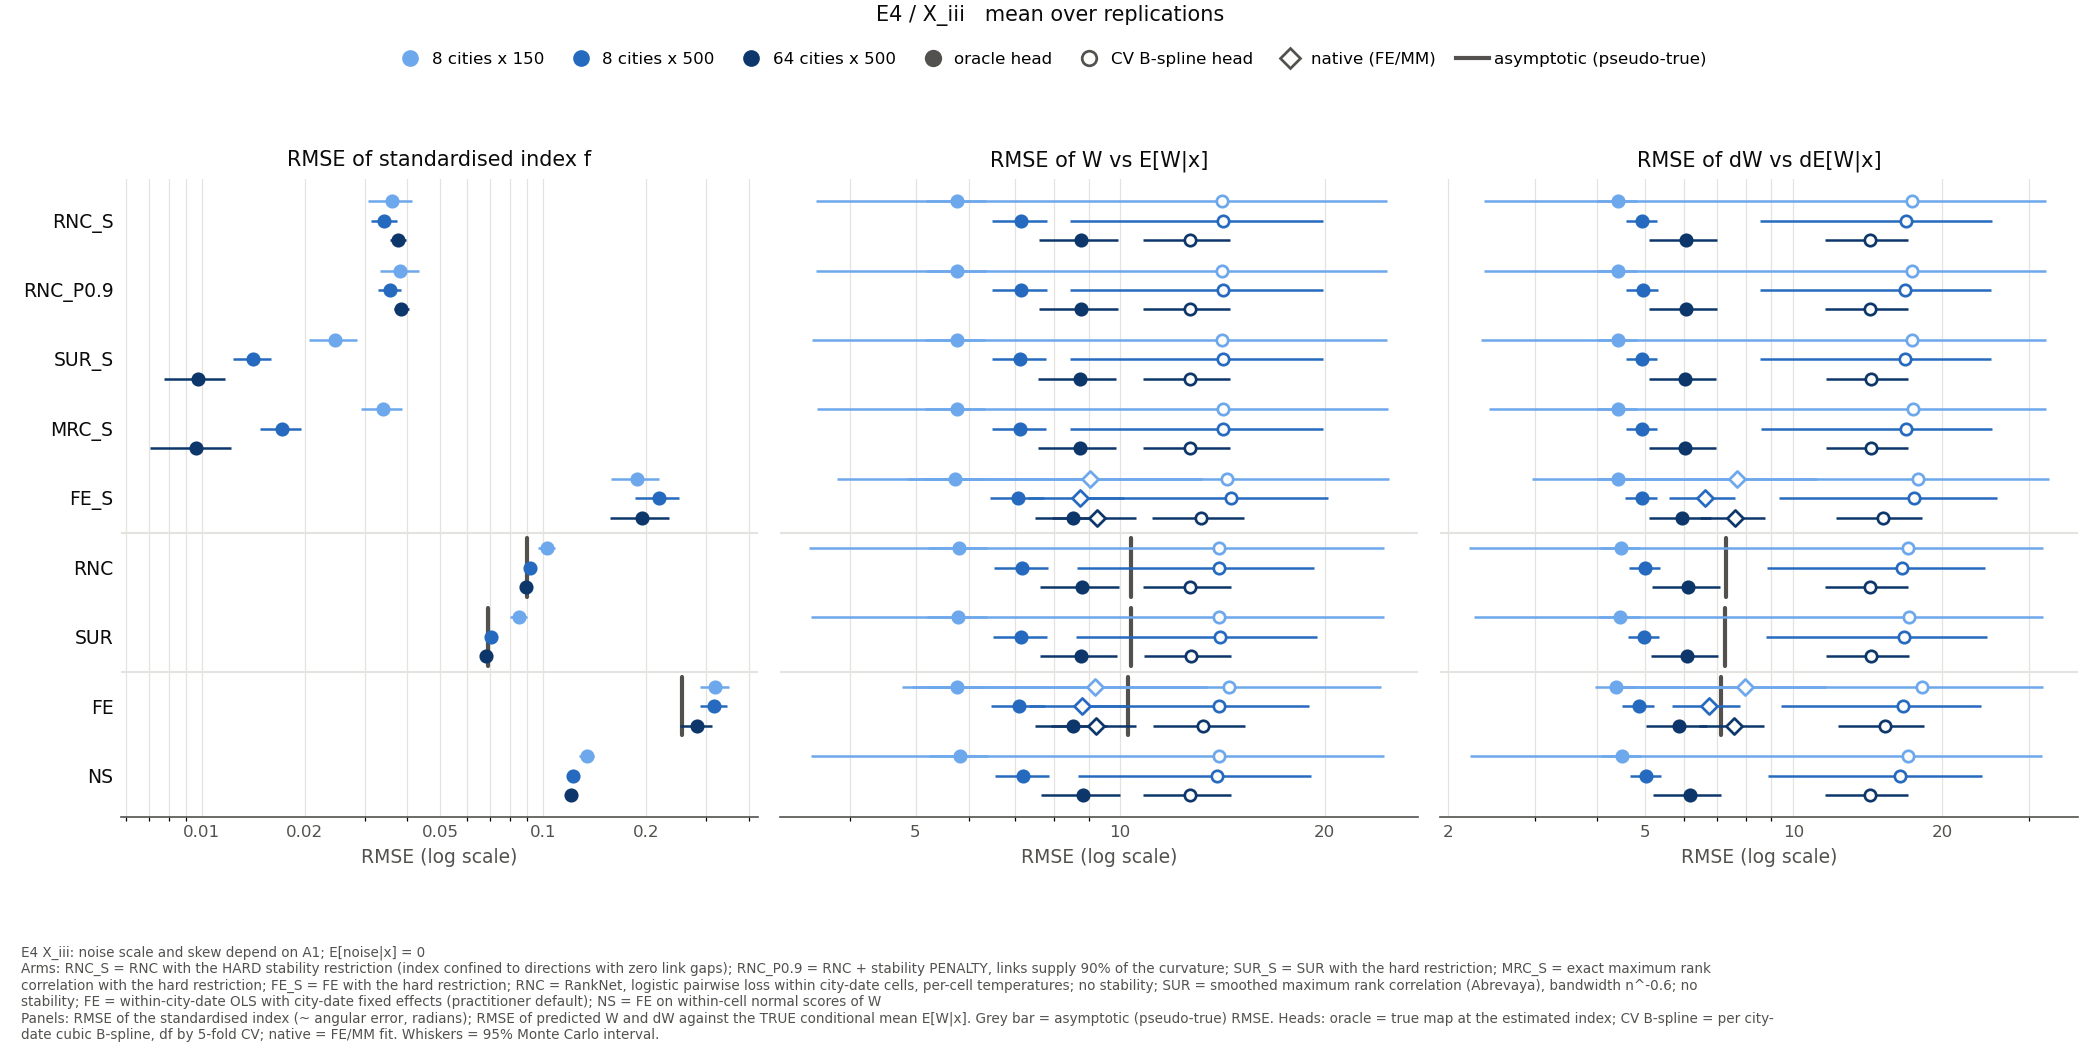 E4 / X_iii   mean over replications
8 cities x 150   8 cities x 500   64 cities x 500   oracle head   CV B-spline head   native (FE/MM)   asymptotic (pseudo-true)
RMSE of standardised index f   RMSE of W vs E[W|x]   RMSE of dW vs dE[W|x]
RNC_S
RNC_P0.9
SUR_S
MRC_S
FE_S
RNC
SUR
FE
NS
0.01   0.02   0.05   0.1   0.2   5   10   20   2   5   10   20
RMSE (log scale)   RMSE (log scale)   RMSE (log scale)
E4 X_iii: noise scale and skew depend on A1; E[noise|x] = 0
Arms: RNC_S = RNC with the HARD stability restriction (index confined to directions with zero link gaps); RNC_P0.9 = RNC + stability PENALTY, links supply 90% of the curvature; SUR_S = SUR with the hard restriction; MRC_S = exact maximum rank
correlation with the hard restriction; FE_S = FE with the hard restriction; RNC = RankNet, logistic pairwise loss within city-date cells, per-cell temperatures; no stability; SUR = smoothed maximum rank correlation (Abrevaya), bandwidth n^-0.6; no
stability; FE = within-city-date OLS with city-date fixed effects (practitioner default); NS = FE on within-cell normal scores of W
Panels: RMSE of the standardised index (~ angular error, radians); RMSE of predicted W and dW against the TRUE conditional mean E[W|x]. Grey bar = asymptotic (pseudo-true) RMSE. Heads: oracle = true map at the estimated index; CV B-spline = per city-
date cubic B-spline, df by 5-fold CV; native = FE/MM fit. Whiskers = 95% Monte Carlo interval.